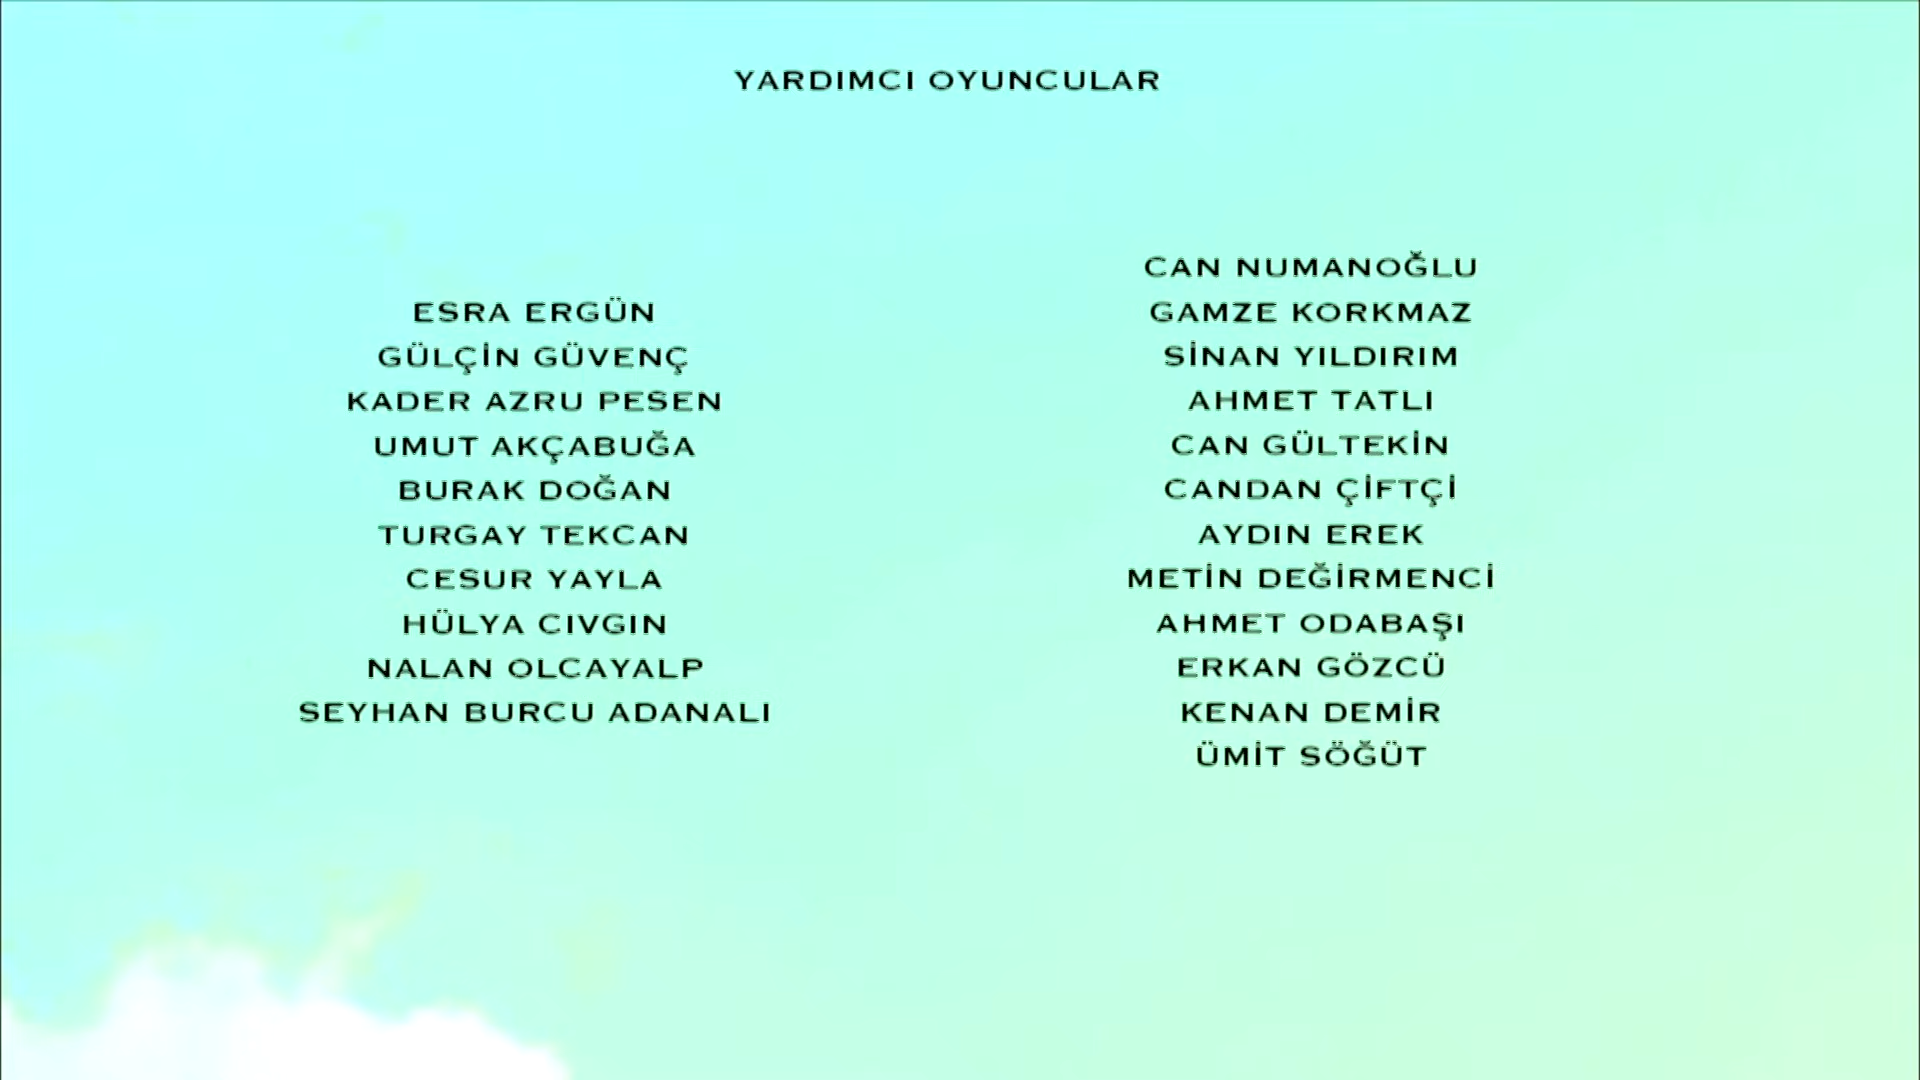 YARDIMCI OYUNCULAR
ESRA ERGÜN
GÜLÇİN GÜVENÇ
KADER AZRU PESEN
UMUT AKÇABUĞA
BURAK DOĞAN
TURGAY TEKCAN
CESUR YAYLA
HÜLYA CIVGIN
NALAN OLCAYALP
SEYHAN BURCU ADANALI
CAN NUMANOĞLU
GAMZE KORKMAZ
SİNAN YILDIRIM
AHMET TATLI
CAN GÜLTEKİN
CANDAN ÇİFTÇİ
AYDIN EREK
METİN DEĞİRMENCİ
AHMET ODABAŞI
ERKAN GÖZCÜ
KENAN DEMİR
ÜMİT SÖĞÜT